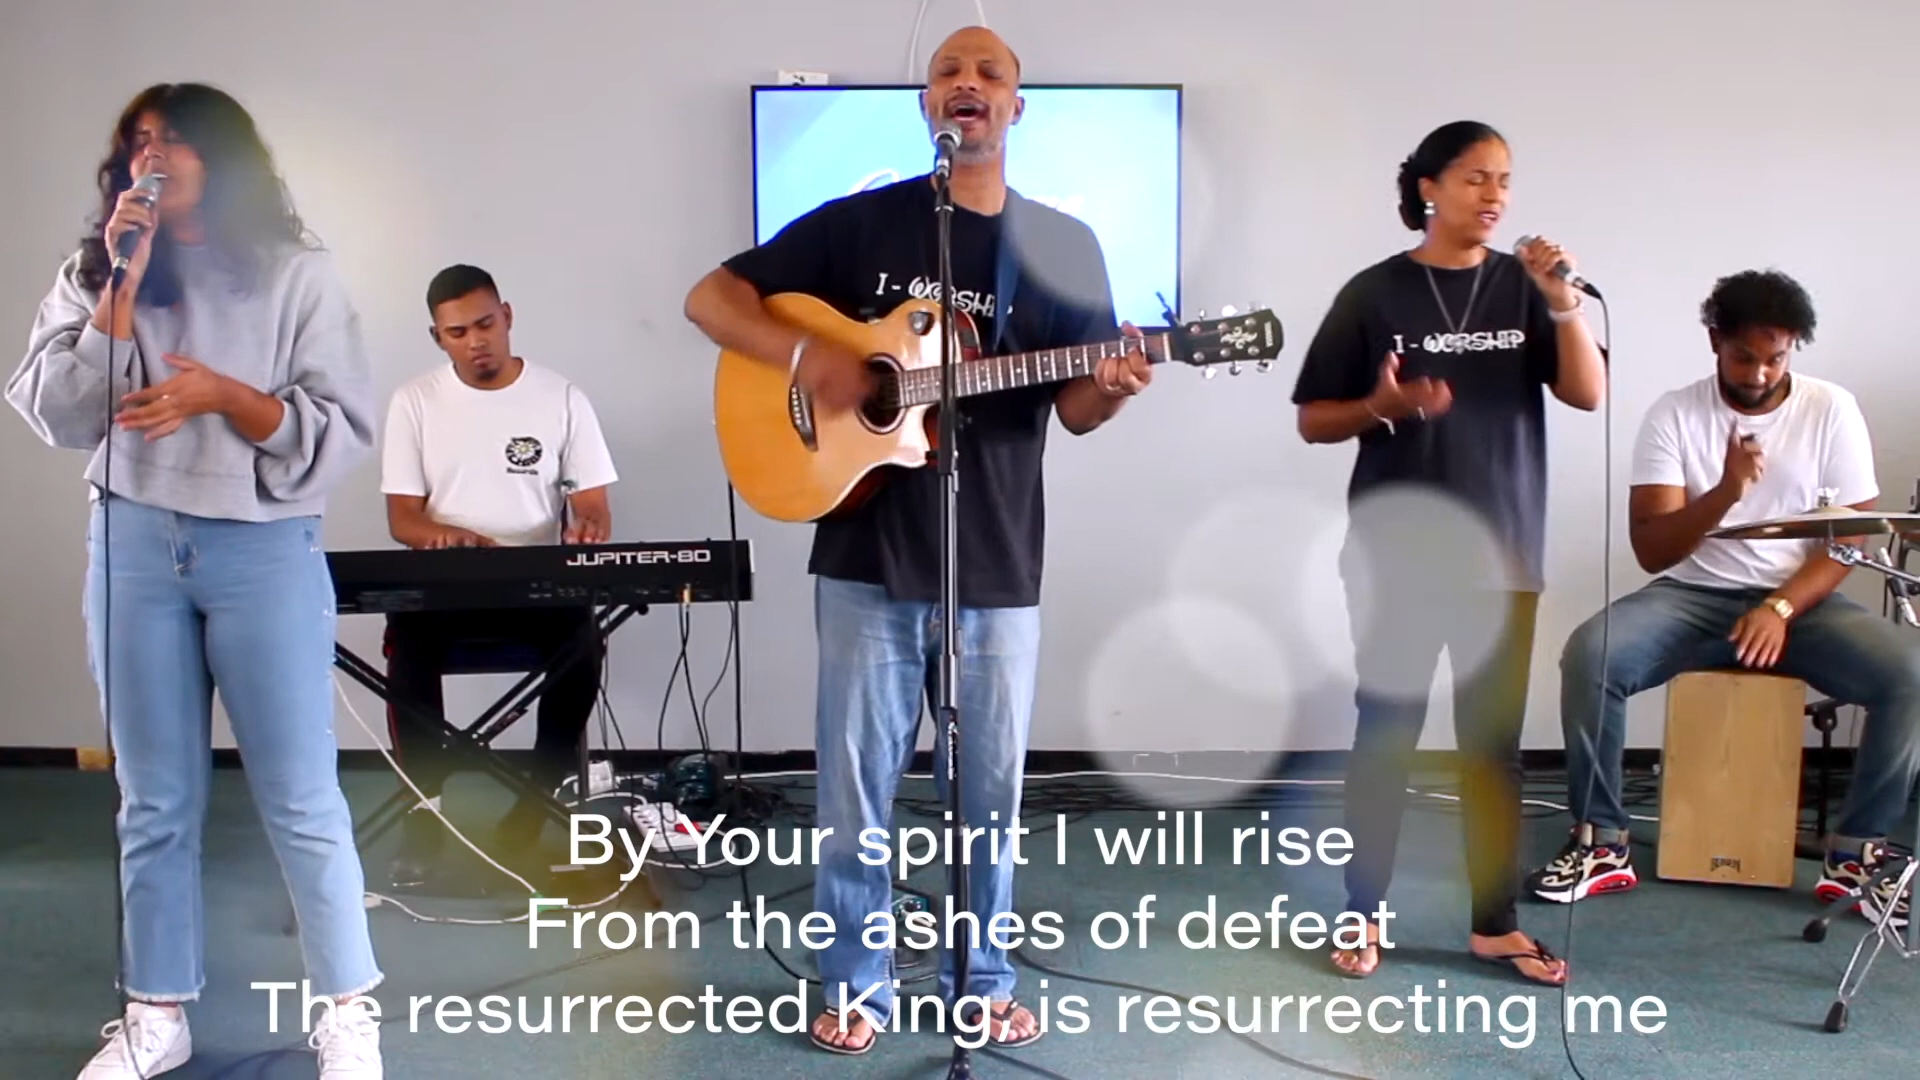 I - WORSHIP
I - WORSHIP
JUPITER-80
By Your spirit I will rise
From the ashes of defeat
The resurrected King, is resurrecting me